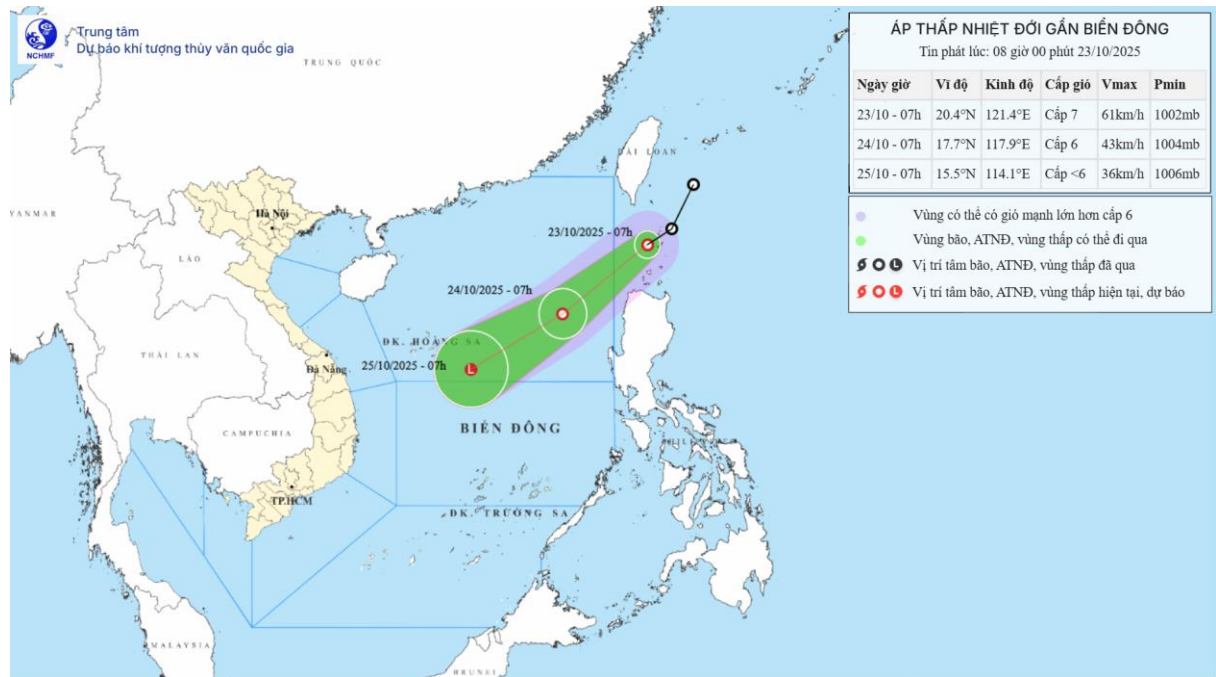 Trung tâm
Dự báo khí tượng thủy văn quốc gia
NCHMF
TRUNG QUỐC
ĐÀI LOAN
Hà Nội
LÀO
23/10/2025 - 07h
24/10/2025 - 07h
ĐK. HOÀNG SA
THÁI LAN
Đà Nẵng
25/10/2025 - 07h
L
BIỂN ĐÔNG
CAMPUCHIA
TP.HCM
ĐK. TRƯỜNG SA
MALAYSIA
BRUNEI
ÁP THẤP NHIỆT ĐỚI GẦN BIỂN ĐÔNG
Tin phát lúc: 08 giờ 00 phút 23/10/2025
Ngày giờ Vĩ độ Kinh độ Cấp gió Vmax Pmin
23/10 - 07h 20.4°N 121.4°E Cấp 7 61km/h 1002mb
24/10 - 07h 17.7°N 117.9°E Cấp 6 43km/h 1004mb
25/10 - 07h 15.5°N 114.1°E Cấp <6 36km/h 1006mb
Vùng có thể có gió mạnh lớn hơn cấp 6
Vùng bão, ATNĐ, vùng thấp có thể đi qua
L Vị trí tâm bão, ATNĐ, vùng thấp đã qua
L Vị trí tâm bão, ATNĐ, vùng thấp hiện tại, dự báo